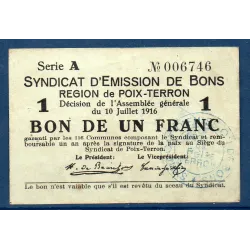 Serie A № 006746
SYNDICAT D'EMISSION DE BONS
REGION de POIX-TERRON
1 Décision de l'Assemblée générale 1
du 10 Juillet 1916
BON DE UN FRANC
garanti par les 116 Communes composant le Syndicat et rem-
boursable un an après la signature de la paix au Siège du
Syndicat de Poix-Terron.
Le Président: Le Vice-président:
Le bon n'est valable que s'il est revêtu du sceau du Syndicat.